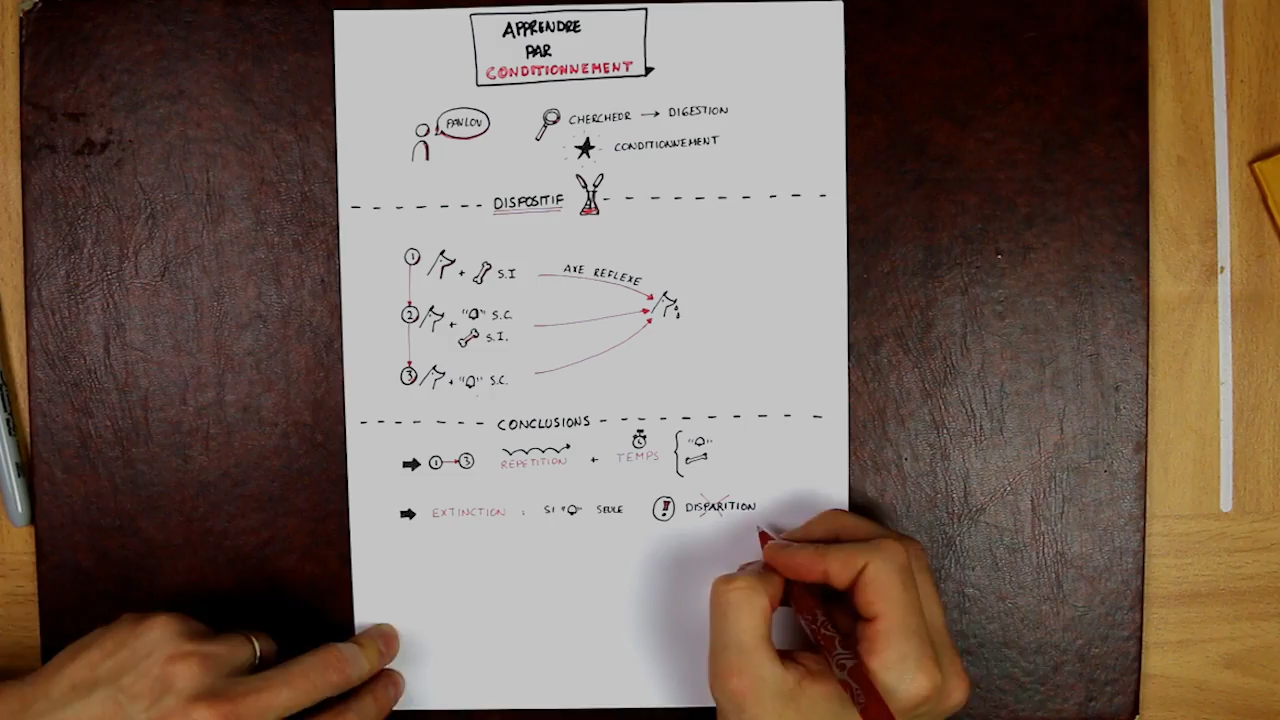 APPRENDRE
PAR
CONDITIONNEMENT
PAVLOV
CHERCHEUR → DIGESTION
CONDITIONNEMENT
DISPOSITIF
1 + S.I
AXE REFLEXE
2 + " " S.C.
S.I.
3 + " " S.C.
CONCLUSIONS
➡ 1 → 3 REPETITION + TEMPS { " "
➡ EXTINCTION : SI " " SEULE ! DISPARITION